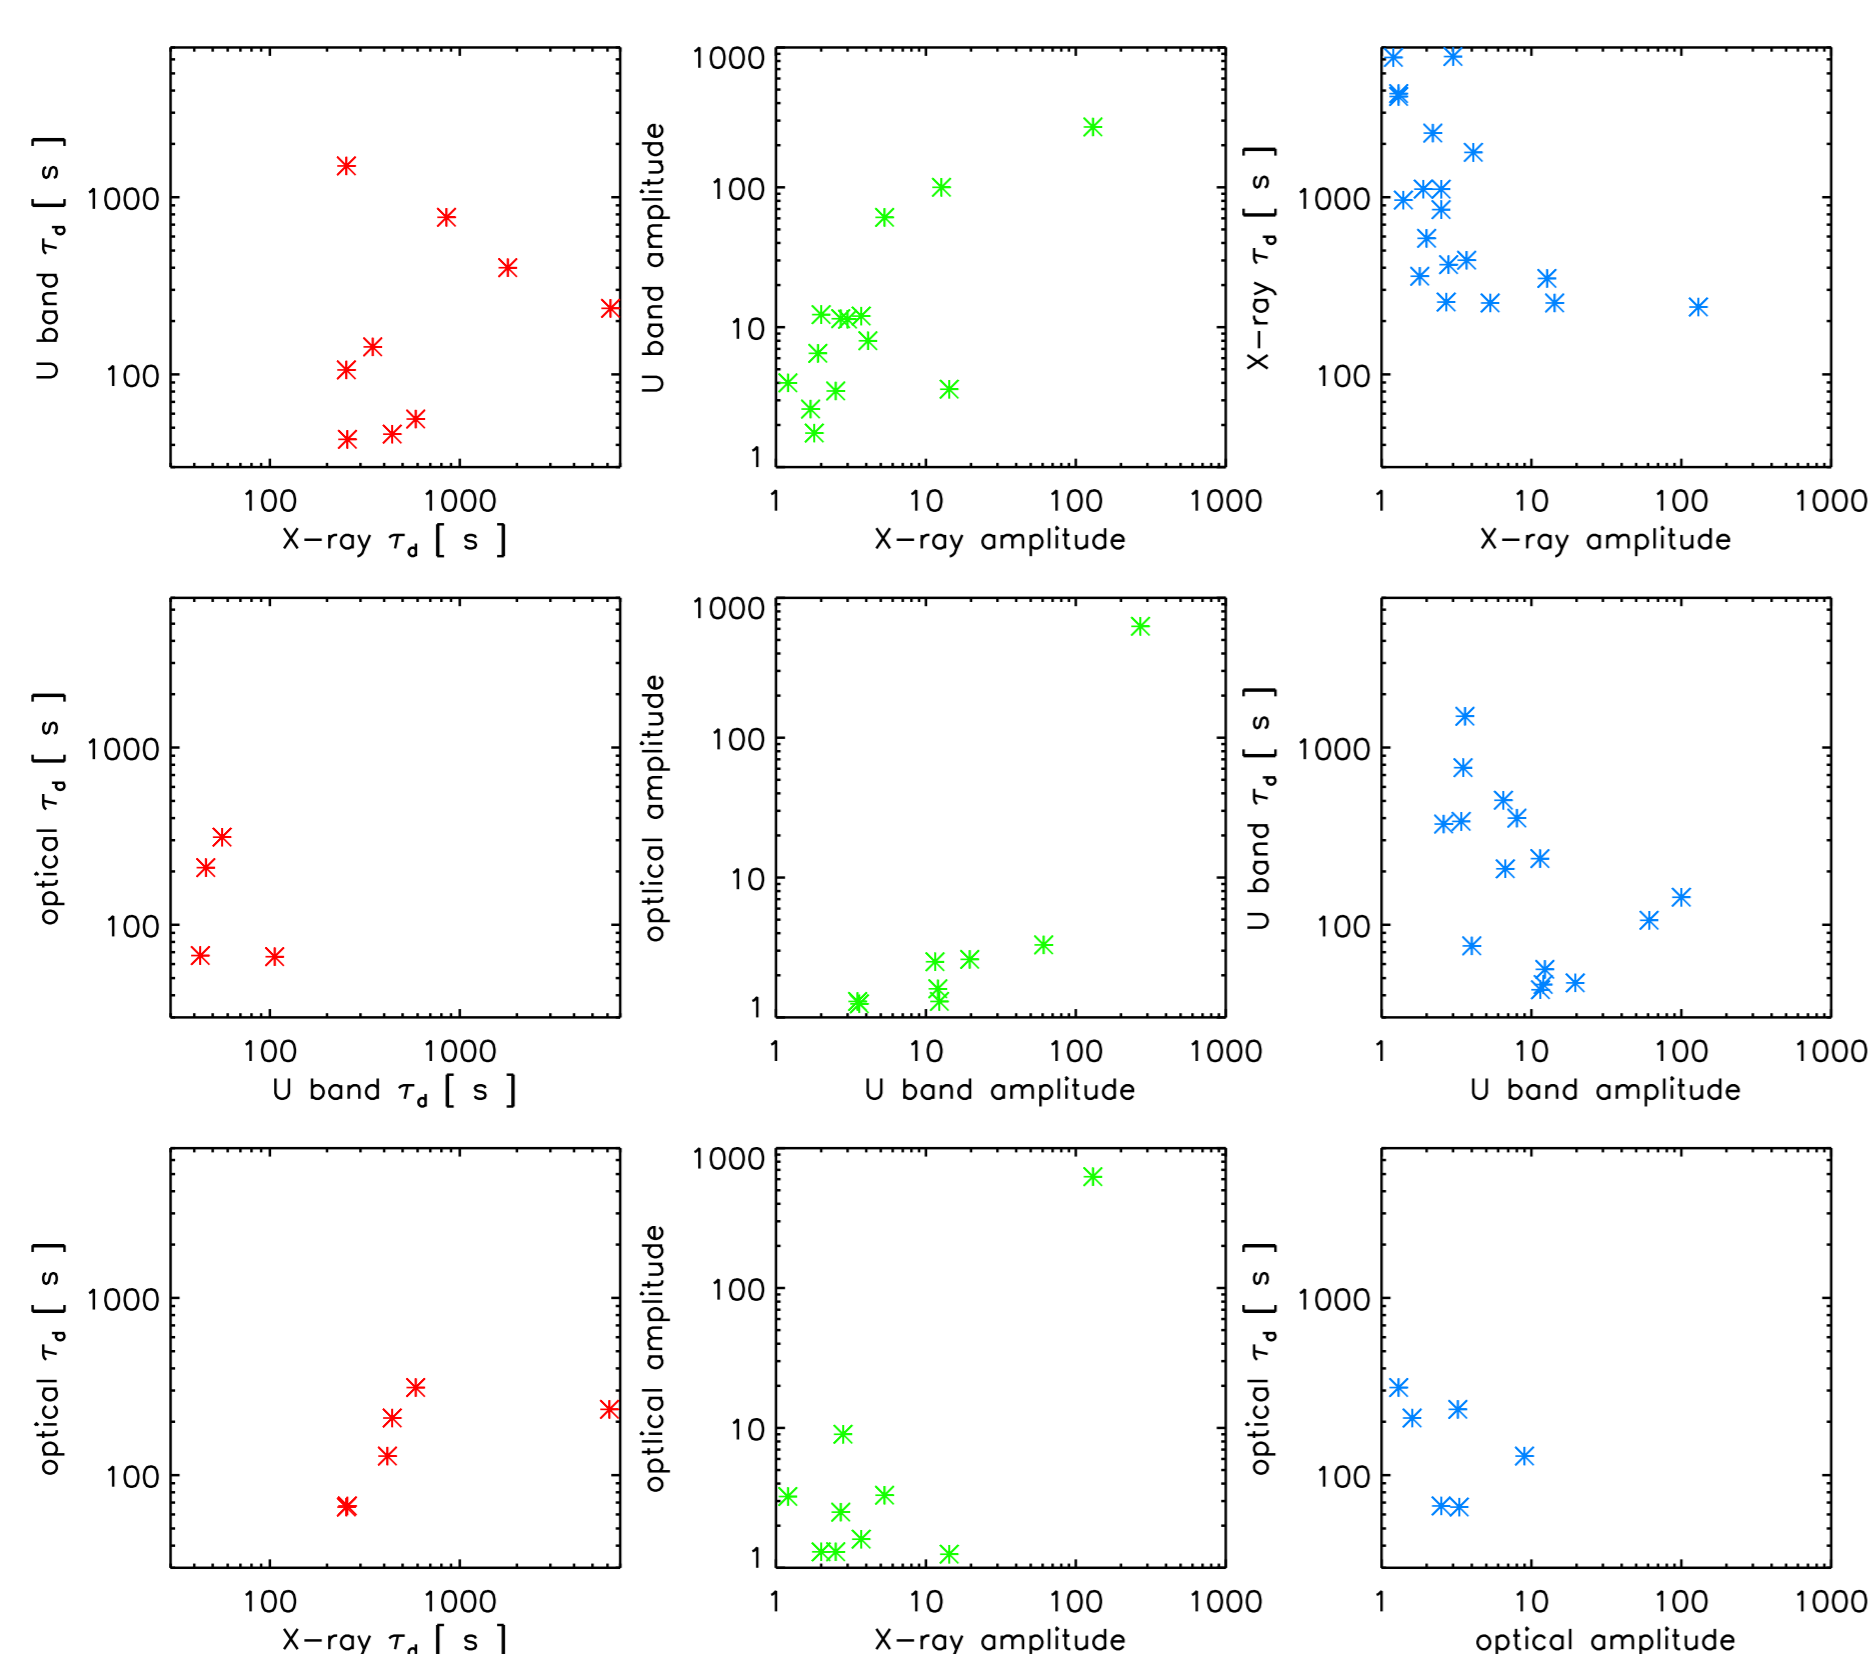 U band τd [ s ]
1000
100
100 1000
X-ray τd [ s ]
U band amplitude
1000
100
10
1
1 10 100 1000
X-ray amplitude
X-ray τd [ s ]
1000
100
1 10 100 1000
X-ray amplitude
optical τd [ s ]
1000
100
100 1000
U band τd [ s ]
optical amplitude
1000
100
10
1
1 10 100 1000
U band amplitude
U band τd [ s ]
1000
100
1 10 100 1000
U band amplitude
optical τd [ s ]
1000
100
100 1000
X-ray τd [ s ]
optical amplitude
1000
100
10
1
1 10 100 1000
X-ray amplitude
optical τd [ s ]
1000
100
1 10 100 1000
optical amplitude